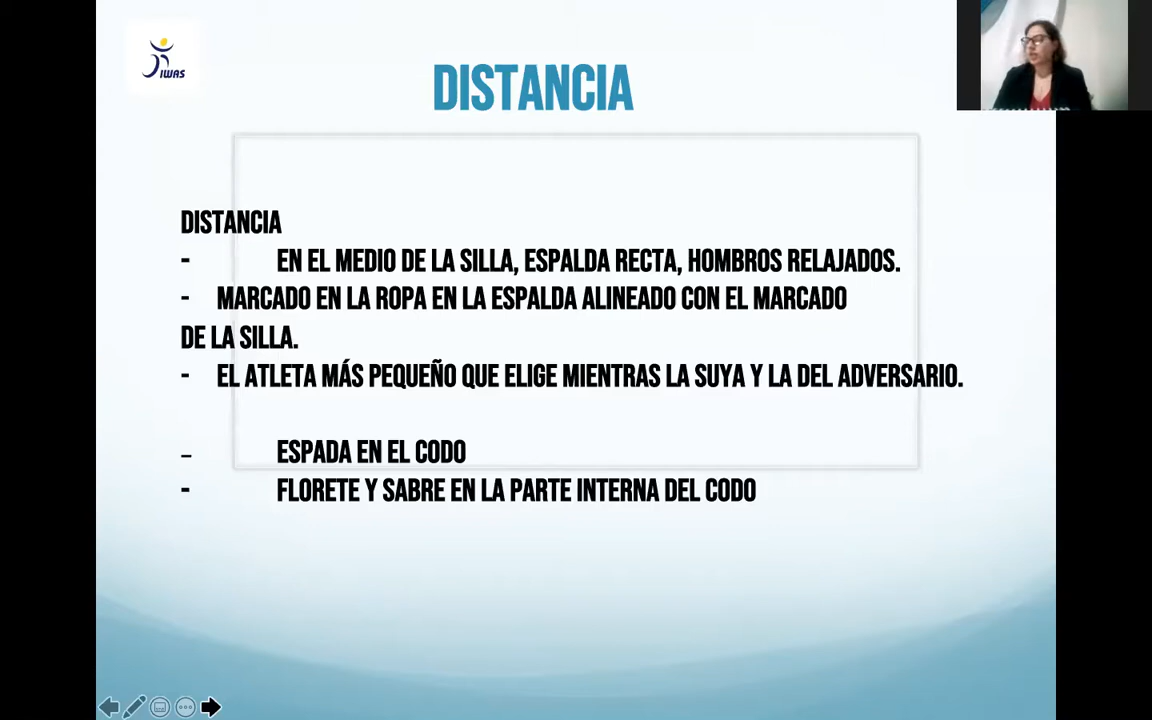 IWAS
DISTANCIA
DISTANCIA
- EN EL MEDIO DE LA SILLA, ESPALDA RECTA, HOMBROS RELAJADOS.
- MARCADO EN LA ROPA EN LA ESPALDA ALINEADO CON EL MARCADO
DE LA SILLA.
- EL ATLETA MÁS PEQUEÑO QUE ELIGE MIENTRAS LA SUYA Y LA DEL ADVERSARIO.
– ESPADA EN EL CODO
- FLORETE Y SABRE EN LA PARTE INTERNA DEL CODO